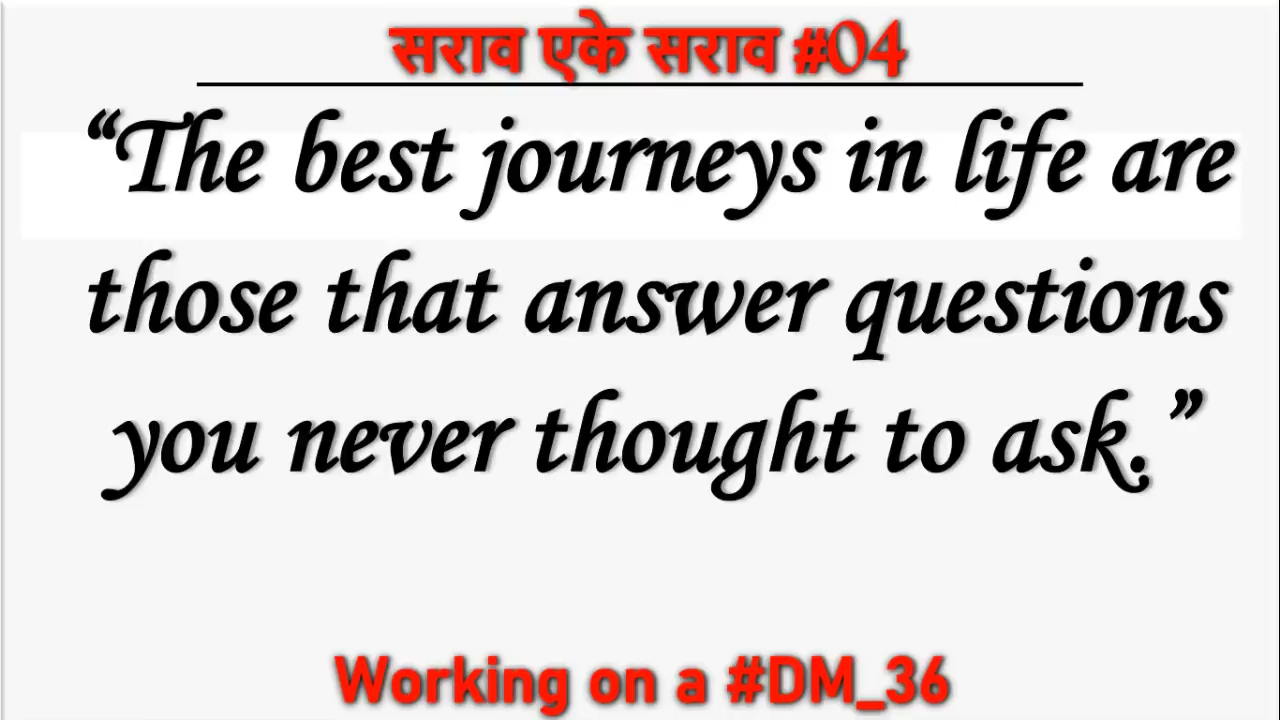 सराव एके सराव #04
“The best journeys in life are
those that answer questions
you never thought to ask.”
Working on a #DM_36